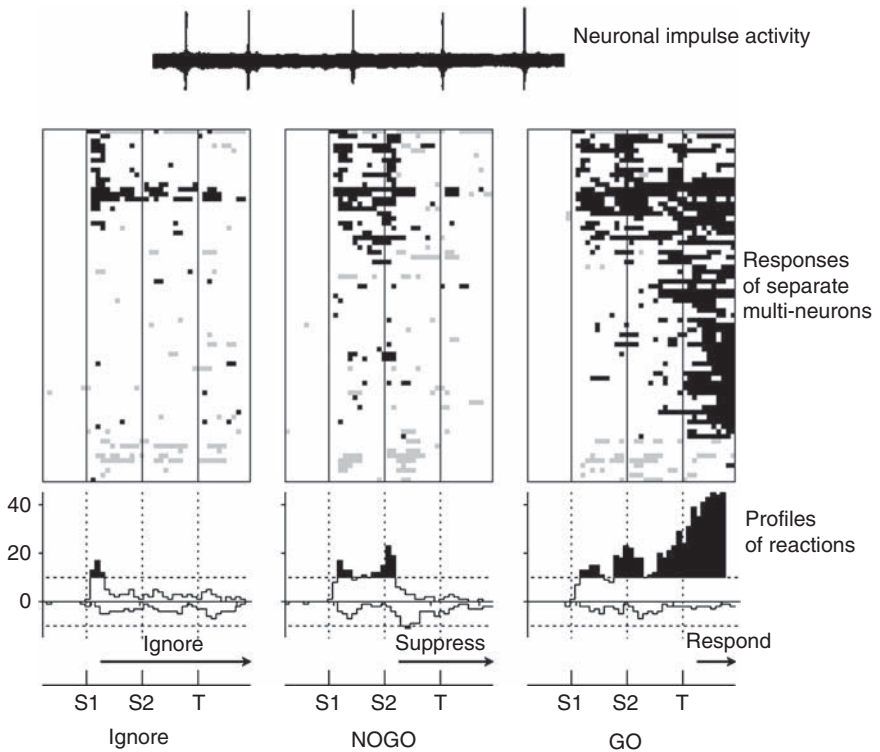 Neuronal impulse activity
Responses
of separate
multi-neurons
40
20
0
Profiles
of reactions
Ignore
Suppress
Respond
S1 S2 T
S1 S2 T
S1 S2 T
Ignore
NOGO
GO